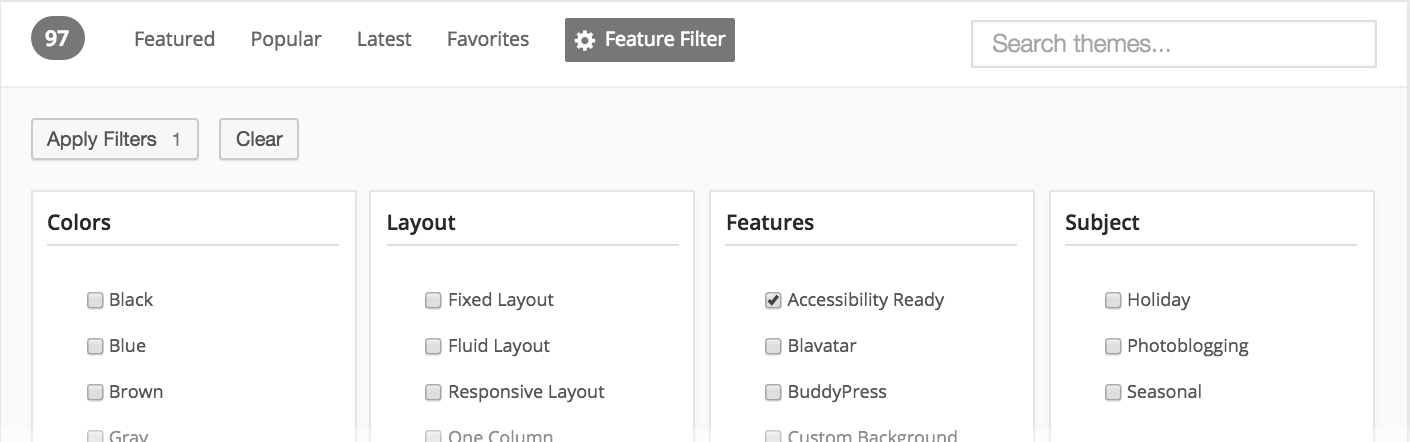 97 Featured Popular Latest Favorites Feature Filter Search themes...
Apply Filters 1 Clear
Colors Layout Features Subject
Black Fixed Layout Accessibility Ready Holiday
Blue Fluid Layout Blavatar Photoblogging
Brown Responsive Layout BuddyPress Seasonal
Gray One Column Custom Background